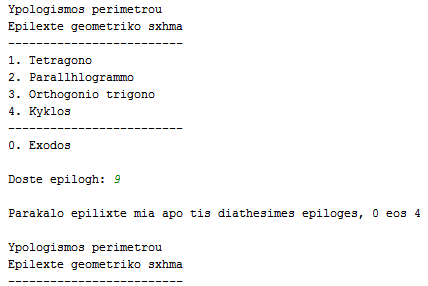 Ypologismos perimetrou
Epilexte geometriko sxhma
-------------------------
1. Tetragono
2. Parallhlogrammo
3. Orthogonio trigono
4. Kyklos
-------------------------
0. Exodos
Doste epilogh: 9
Parakalo epilixte mia apo tis diathesimes epiloges, 0 eos 4
Ypologismos perimetrou
Epilexte geometriko sxhma
-------------------------